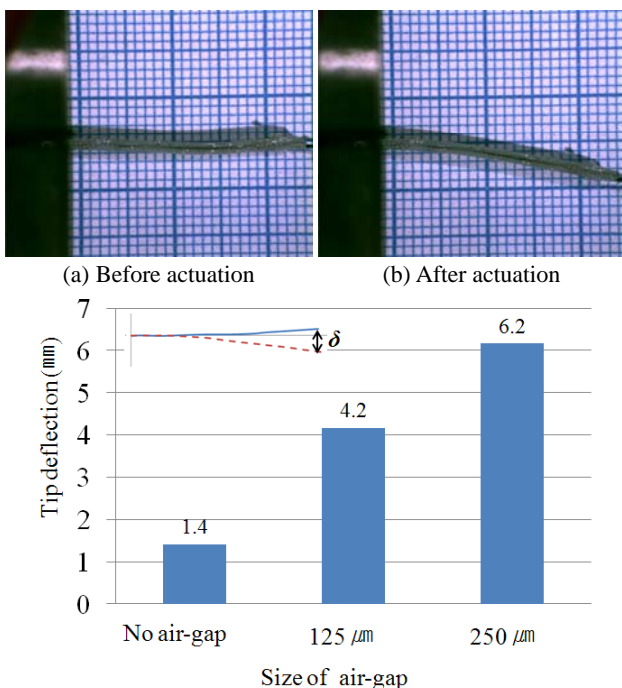 (a) Before actuation
(b) After actuation
7
6
5
4
3
2
1
0
Tip deflection (㎜)
δ
1.4
4.2
6.2
No air-gap
125 ㎛
250 ㎛
Size of air-gap